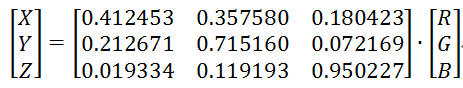 [X] = [0.412453 0.357580 0.180423] · [R]
[Y] = [0.212671 0.715160 0.072169] · [G]
[Z] = [0.019334 0.119193 0.950227] · [B]